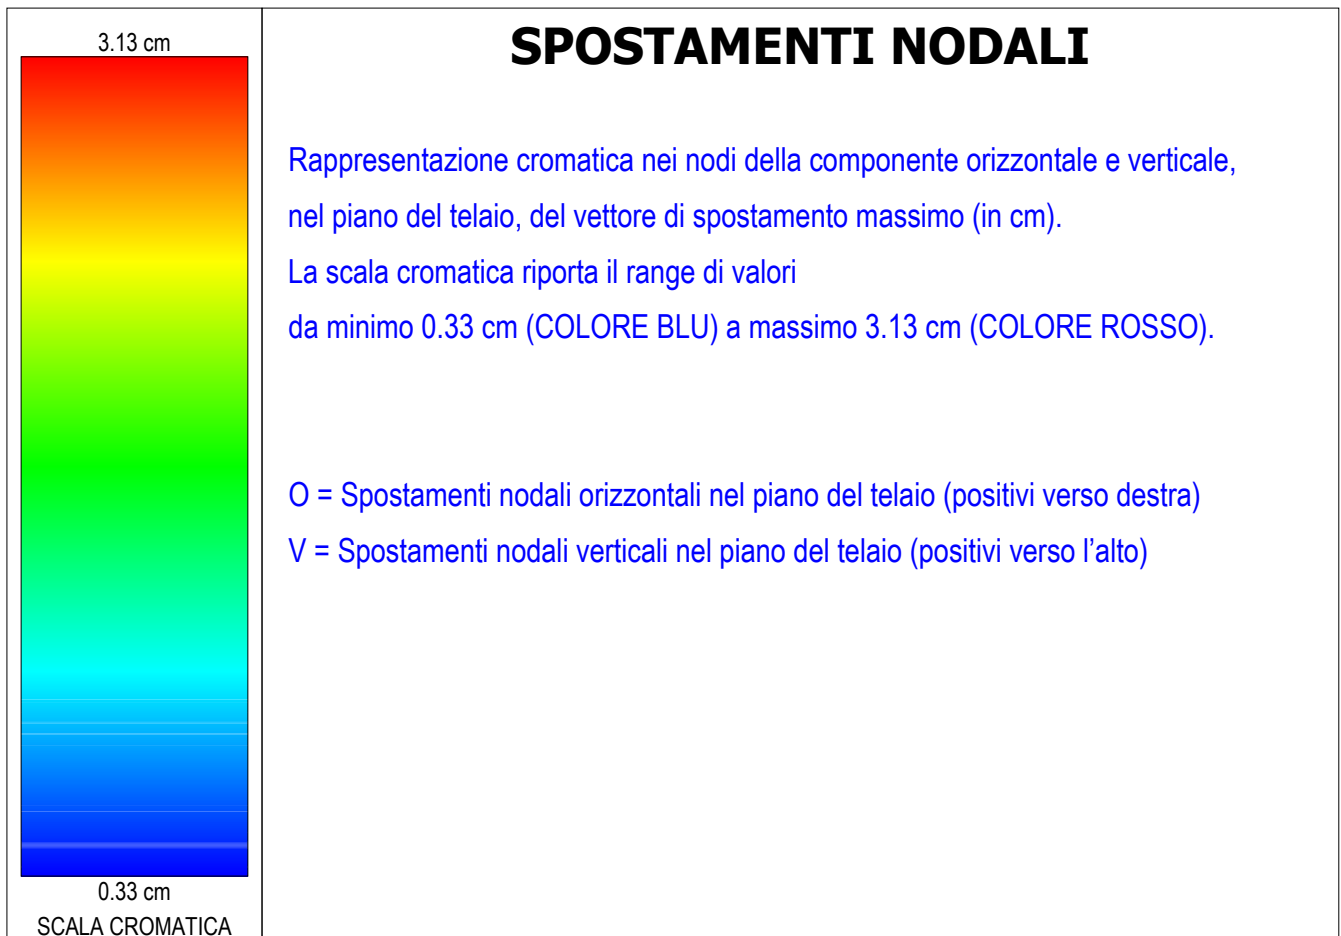 3.13 cm
SPOSTAMENTI NODALI
Rappresentazione cromatica nei nodi della componente orizzontale e verticale,
nel piano del telaio, del vettore di spostamento massimo (in cm).
La scala cromatica riporta il range di valori
da minimo 0.33 cm (COLORE BLU) a massimo 3.13 cm (COLORE ROSSO).
O = Spostamenti nodali orizzontali nel piano del telaio (positivi verso destra)
V = Spostamenti nodali verticali nel piano del telaio (positivi verso l’alto)
0.33 cm
SCALA CROMATICA